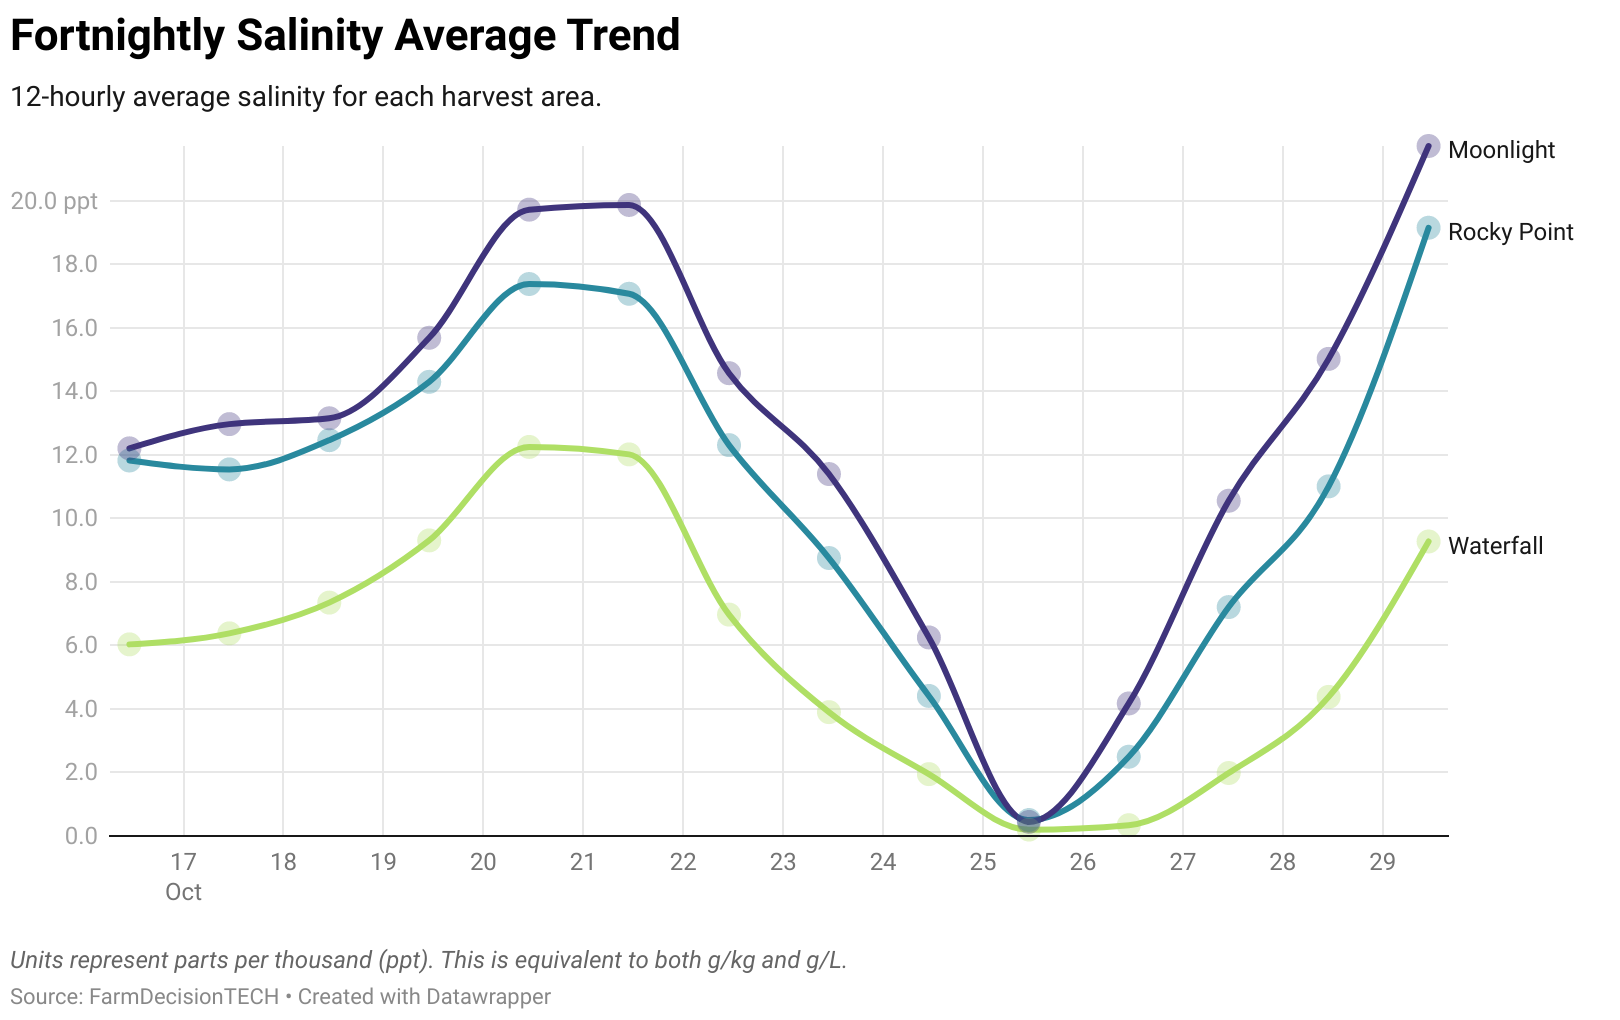 Fortnightly Salinity Average Trend
12-hourly average salinity for each harvest area.
Moonlight
20.0 ppt
Rocky Point
18.0
16.0
14.0
12.0
10.0
Waterfall
8.0
6.0
4.0
2.0
0.0
17 18 19 20 21 22 23 24 25 26 27 28 29
Oct
Units represent parts per thousand (ppt). This is equivalent to both g/kg and g/L.
Source: FarmDecisionTECH • Created with Datawrapper